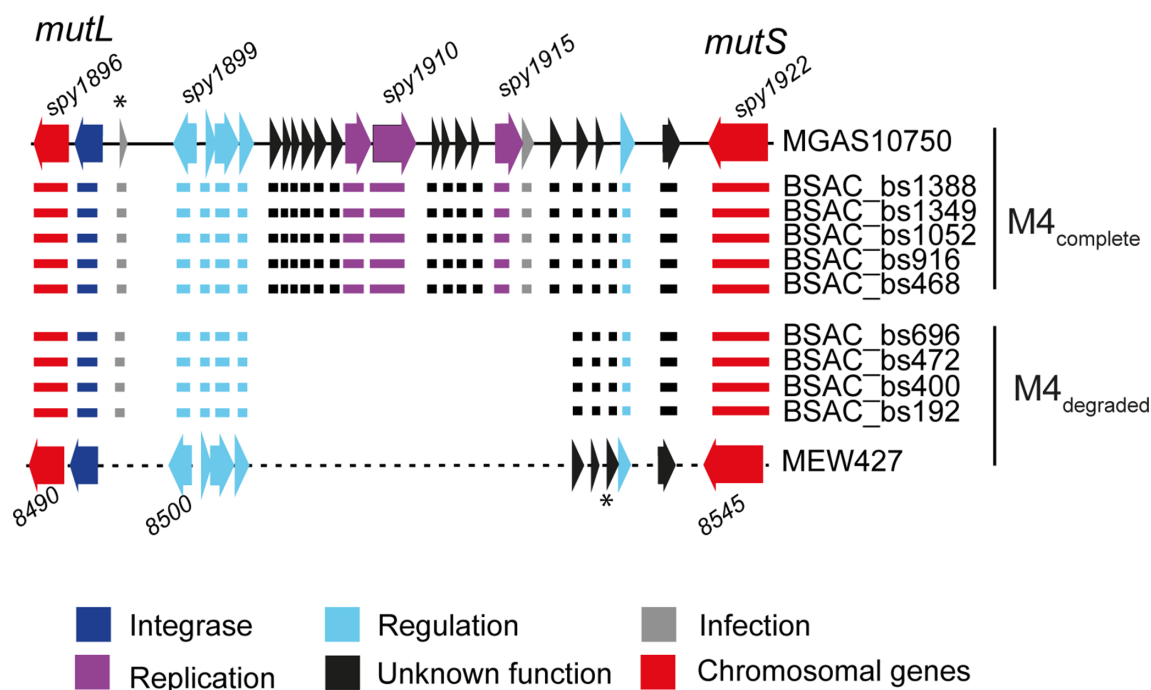 mutL
mutS
spy1896
*
spy1899
spy1910
spy1915
spy1922
MGAS10750
BSAC_bs1388
BSAC_bs1349
BSAC_bs1052
BSAC_bs916
BSAC_bs468
M4complete
BSAC_bs696
BSAC_bs472
BSAC_bs400
BSAC_bs192
M4degraded
MEW427
8490
8500
*
8545
Integrase
Regulation
Infection
Replication
Unknown function
Chromosomal genes